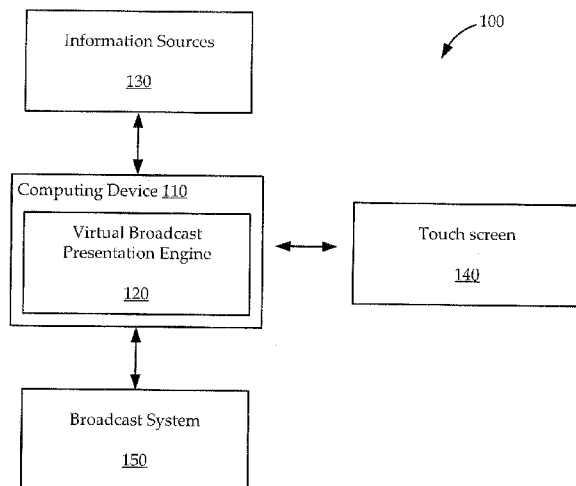 100
Information Sources
130
Computing Device 110
Virtual Broadcast
Presentation Engine
120
Touch screen
140
Broadcast System
150